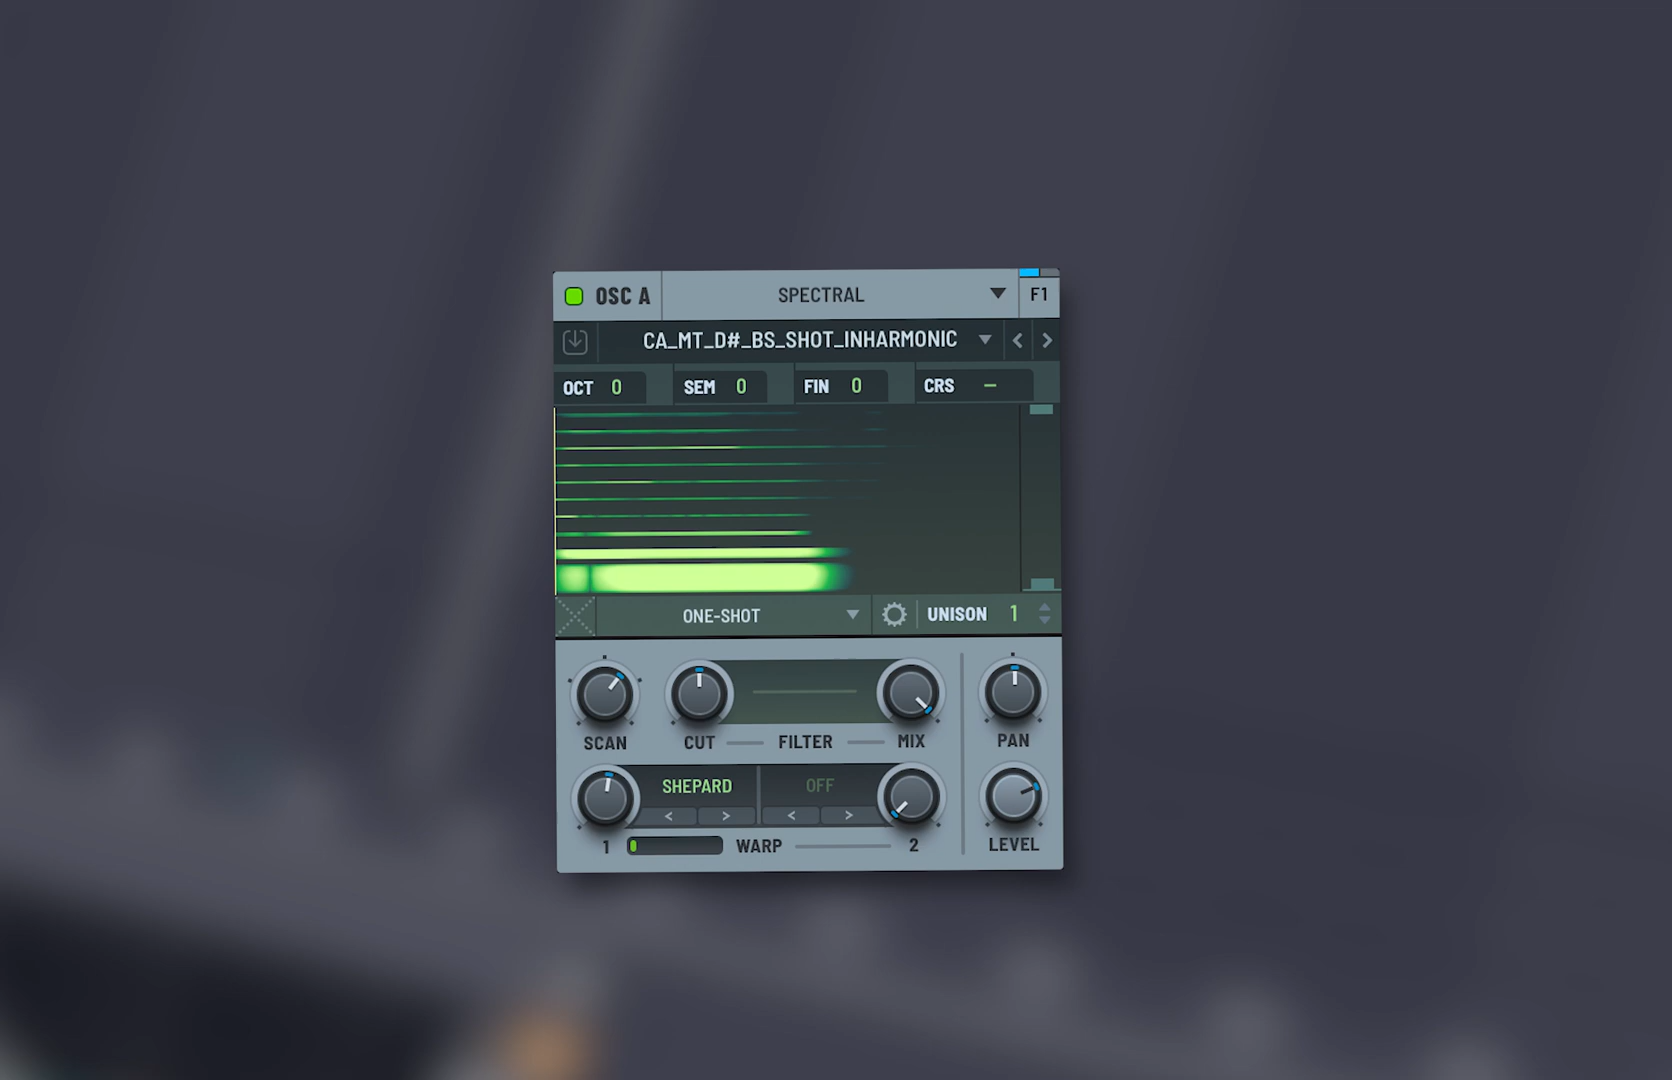 OSC A SPECTRAL F1
CA_MT_D#_BS_SHOT_INHARMONIC < >
OCT 0 SEM 0 FIN 0 CRS –
ONE-SHOT UNISON 1
SCAN CUT FILTER MIX PAN
SHEPARD OFF
< > < >
1 WARP 2 LEVEL